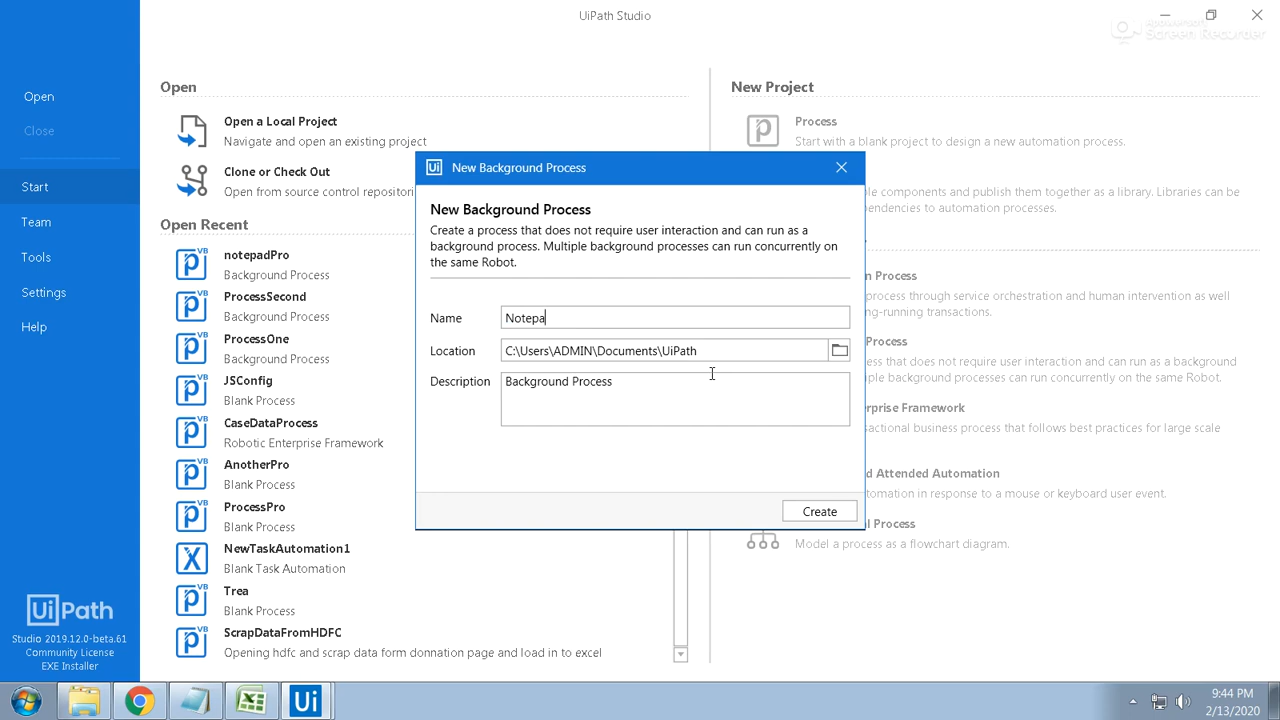 UiPath Studio
Apowersoft
Screen Recorder
Open
Close
Start
Team
Tools
Settings
Help
UiPath
Studio 2019.12.0-beta.61
Community License
EXE Installer
Open
Open a Local Project
Navigate and open an existing project
Clone or Check Out
Open from source control repositori
Open Recent
notepadPro
Background Process
ProcessSecond
Background Process
ProcessOne
Background Process
JSConfig
Blank Process
CaseDataProcess
Robotic Enterprise Framework
AnotherPro
Blank Process
ProcessPro
Blank Process
NewTaskAutomation1
Blank Task Automation
Trea
Blank Process
ScrapDataFromHDFC
Opening hdfc and scrap data form donnation page and load in to excel
New Project
Process
Start with a blank project to design a new automation process.
le components and publish them together as a library. Libraries can be
endencies to automation processes.
n Process
process through service orchestration and human intervention as well
ng-running transactions.
Process
ess that does not require user interaction and can run as a background
iple background processes can run concurrently on the same Robot.
rprise Framework
sactional business process that follows best practices for large scale
d Attended Automation
tomation in response to a mouse or keyboard user event.
al Process
Model a process as a flowchart diagram.
Ui New Background Process
New Background Process
Create a process that does not require user interaction and can run as a
background process. Multiple background processes can run concurrently on
the same Robot.
Name Notepa
Location C:\Users\ADMIN\Documents\UiPath
Description Background Process
Create
Ui
9:44 PM
2/13/2020